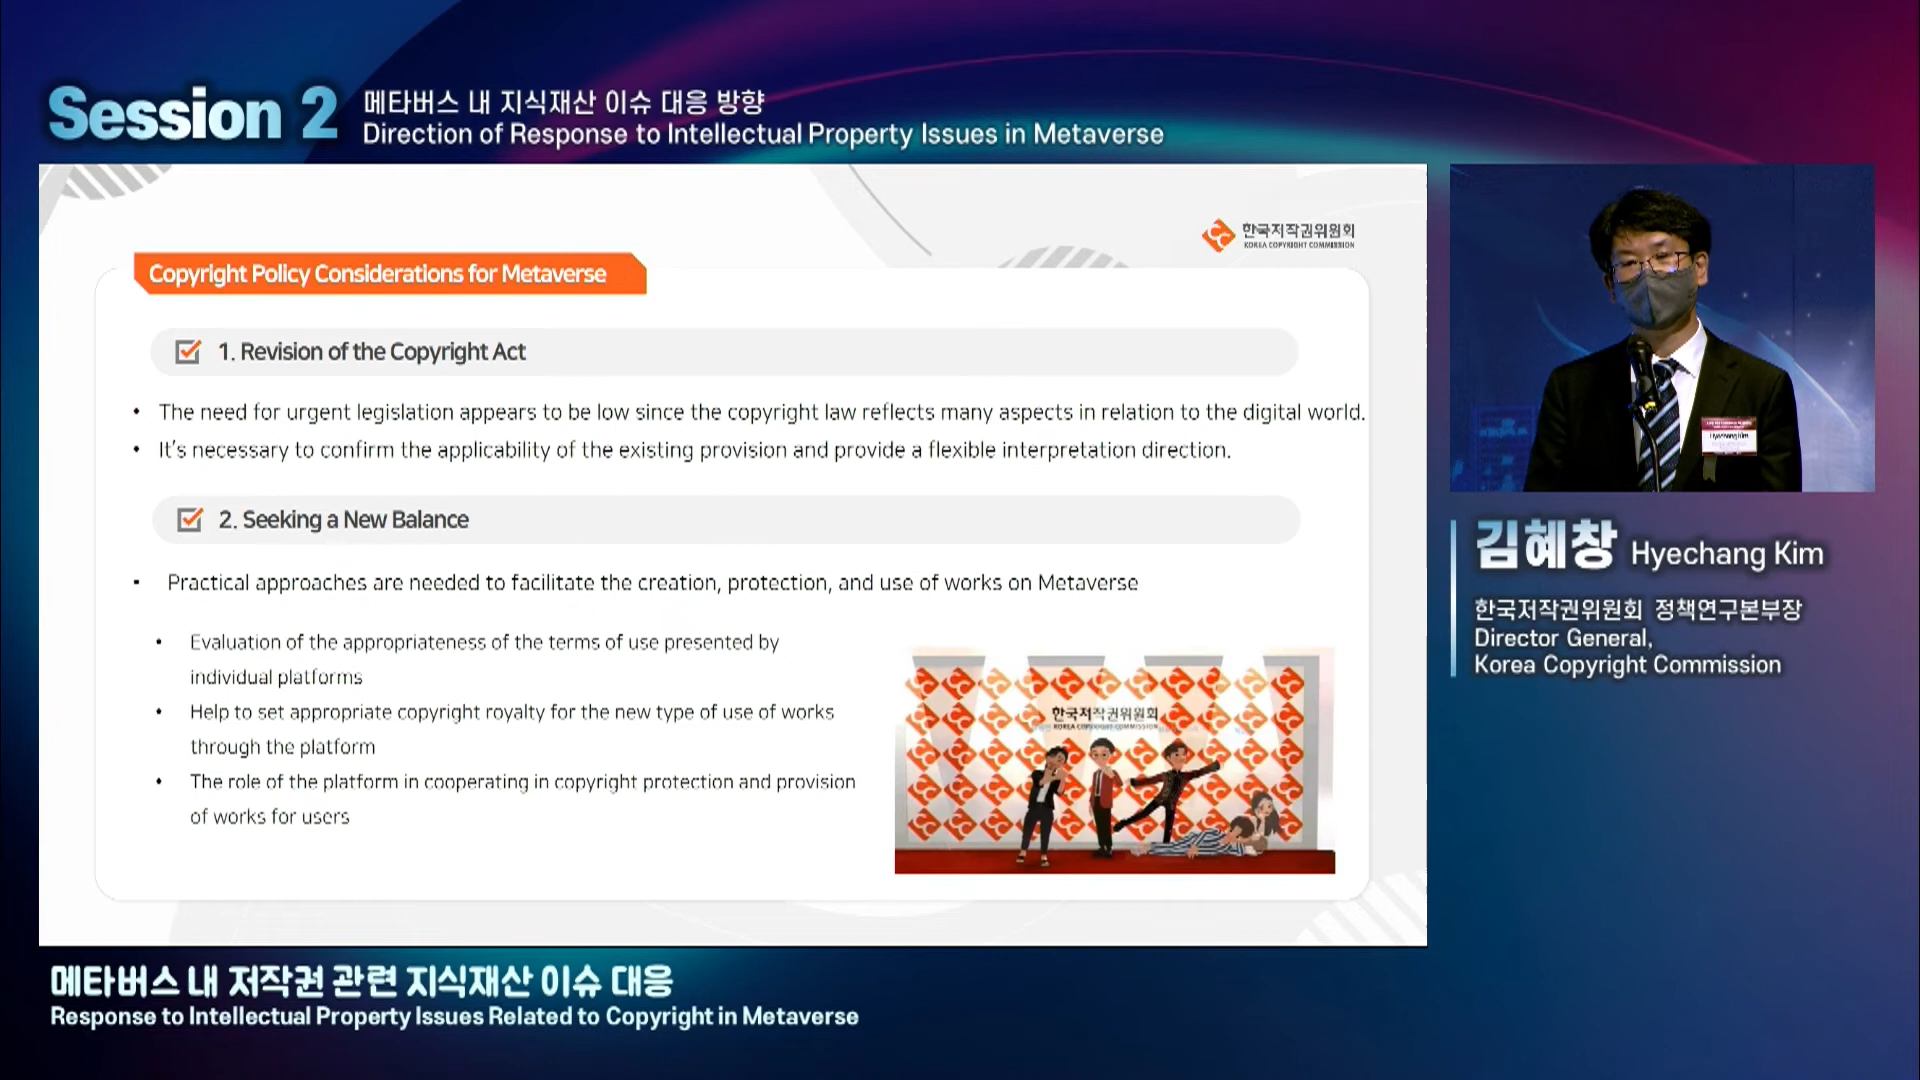 Session 2
메타버스 내 지식재산 이슈 대응 방향
Direction of Response to Intellectual Property Issues in Metaverse
한국저작권위원회
KOREA COPYRIGHT COMMISSION
Copyright Policy Considerations for Metaverse
1. Revision of the Copyright Act
• The need for urgent legislation appears to be low since the copyright law reflects many aspects in relation to the digital world.
• It's necessary to confirm the applicability of the existing provision and provide a flexible interpretation direction.
2. Seeking a New Balance
• Practical approaches are needed to facilitate the creation, protection, and use of works on Metaverse
• Evaluation of the appropriateness of the terms of use presented by
individual platforms
• Help to set appropriate copyright royalty for the new type of use of works
through the platform
• The role of the platform in cooperating in copyright protection and provision
of works for users
한국저작권위원회
KOREA COPYRIGHT COMMISSION
Hyechang Kim
김혜창 Hyechang Kim
한국저작권위원회 정책연구본부장
Director General,
Korea Copyright Commission
메타버스 내 저작권 관련 지식재산 이슈 대응
Response to Intellectual Property Issues Related to Copyright in Metaverse